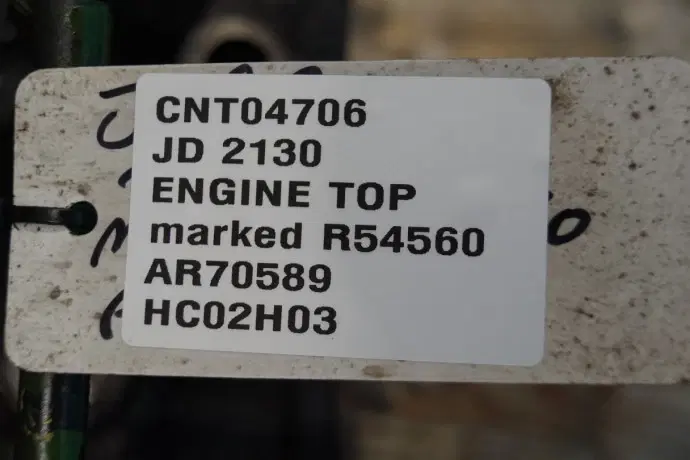 CNT04706
JD 2130
ENGINE TOP
marked R54560
AR70589
HC02H03